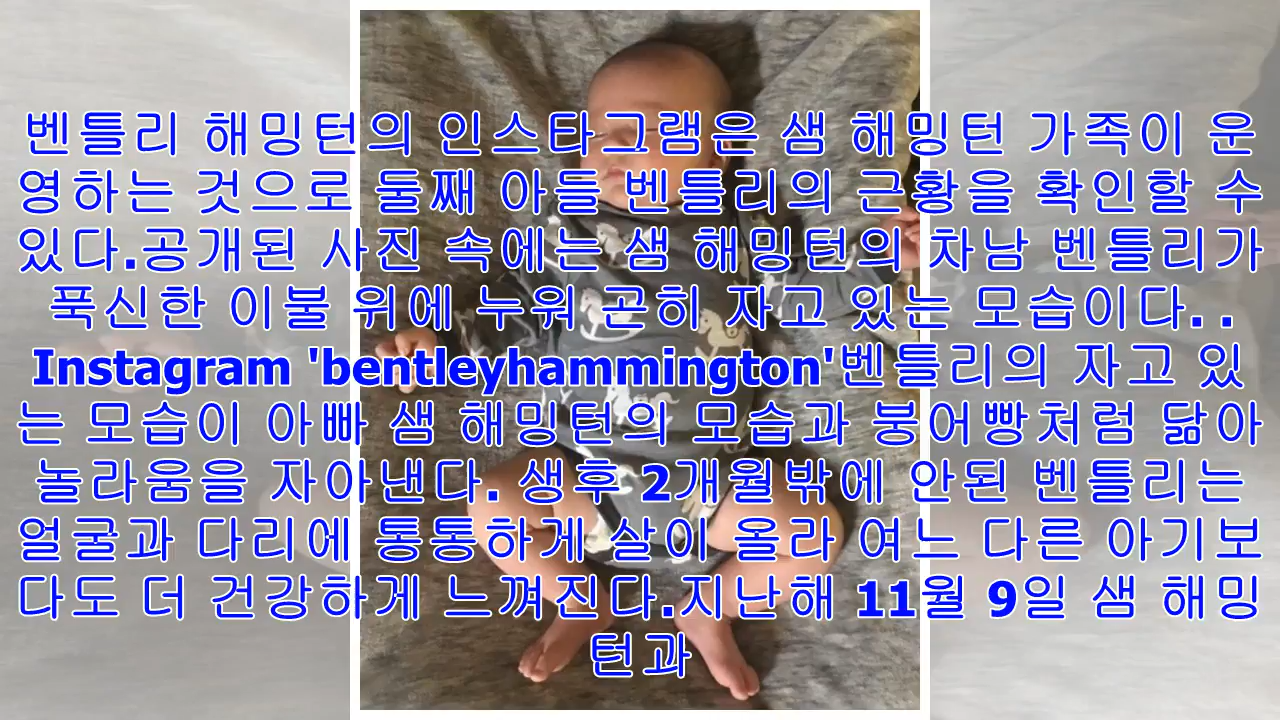 벤틀리 해밍턴의 인스타그램은 샘 해밍턴 가족이 운
영하는 것으로 둘째 아들 벤틀리의 근황을 확인할 수
있다.공개된 사진 속에는 샘 해밍턴의 차남 벤틀리가
푹신한 이불 위에 누워 곤히 자고 있는 모습이다. .
Instagram 'bentleyhammington'벤틀리의 자고 있
는 모습이 아빠 샘 해밍턴의 모습과 붕어빵처럼 닮아
놀라움을 자아낸다. 생후 2개월밖에 안된 벤틀리는
얼굴과 다리에 통통하게 살이 올라 여느 다른 아기보
다도 더 건강하게 느껴진다.지난해 11월 9일 샘 해밍
턴과